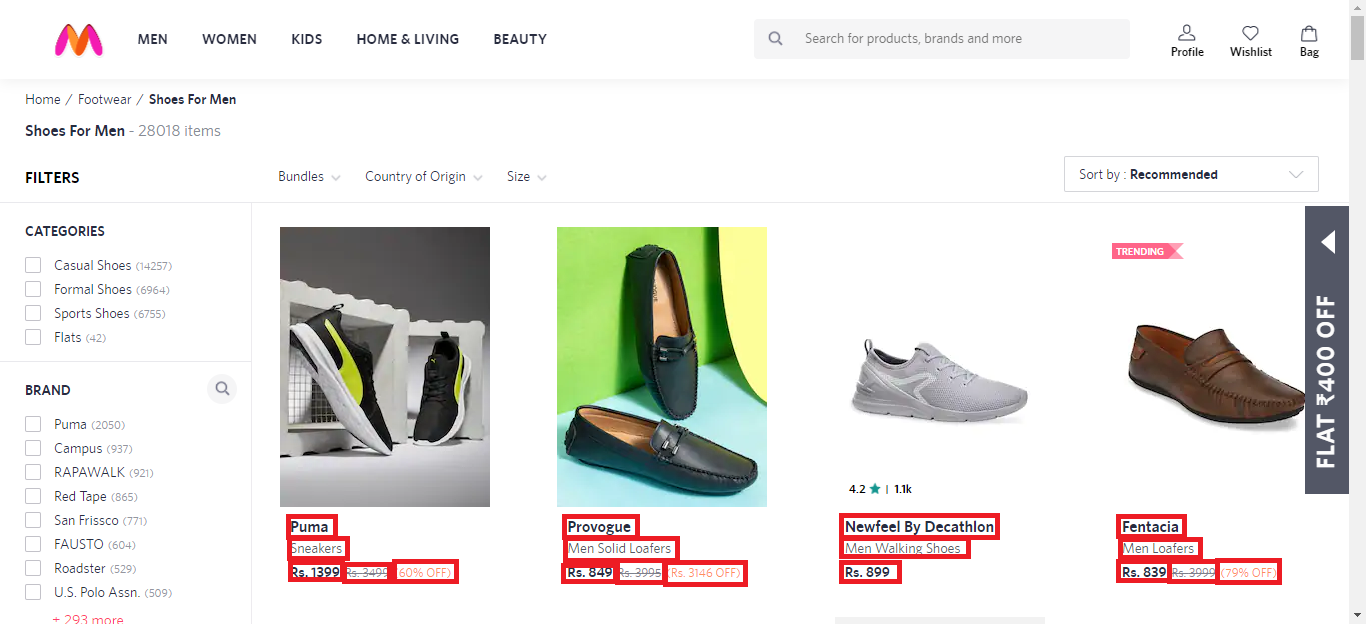 MEN WOMEN KIDS HOME & LIVING BEAUTY Search for products, brands and more Profile Wishlist Bag
Home / Footwear / Shoes For Men
Shoes For Men - 28018 items
FILTERS Bundles Country of Origin Size Sort by : Recommended
CATEGORIES
Casual Shoes (14257)
Formal Shoes (6964)
Sports Shoes (6755)
Flats (42)
BRAND
Puma (2050)
Campus (937)
RAPAWALK (921)
Red Tape (865)
San Frissco (771)
FAUSTO (604)
Roadster (529)
U.S. Polo Assn. (509)
+ 293 more
Puma
Sneakers
Rs. 1399 Rs. 3499 (60% OFF)
Provogue
Men Solid Loafers
Rs. 849 Rs. 3995 (Rs. 3146 OFF)
4.2 | 1.1k
Newfeel By Decathlon
Men Walking Shoes
Rs. 899
TRENDING
Fentacia
Men Loafers
Rs. 839 Rs. 3999 (79% OFF)
FLAT ₹400 OFF